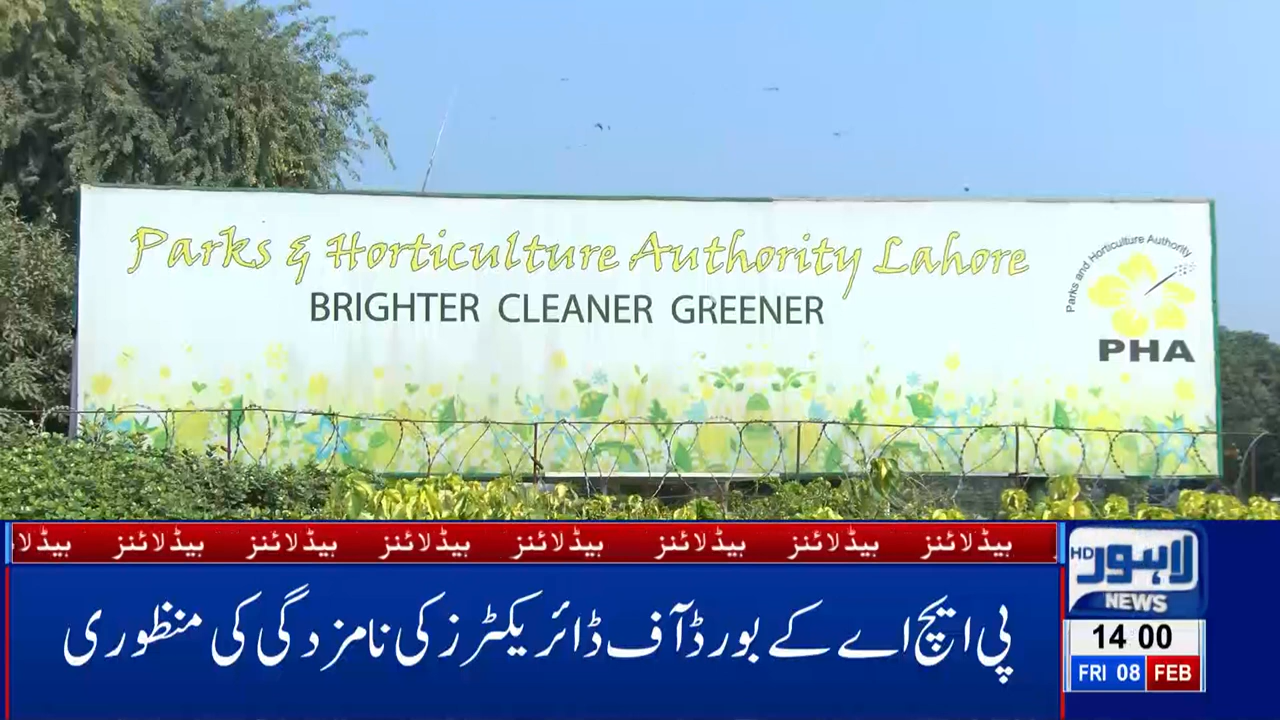 Parks & Horticulture Authority Lahore
BRIGHTER CLEANER GREENER
Parks and Horticulture Authority
PHA
ہیڈلائنز ہیڈلائنز ہیڈلائنز ہیڈلائنز ہیڈلائنز ہیڈلائنز ہیڈلائنز ہیڈلا
پی ایچ اے کے بورڈ آف ڈائریکٹرز کی نامزدگی کی منظوری
HD لاہور
NEWS
14 00
FRI 08 FEB